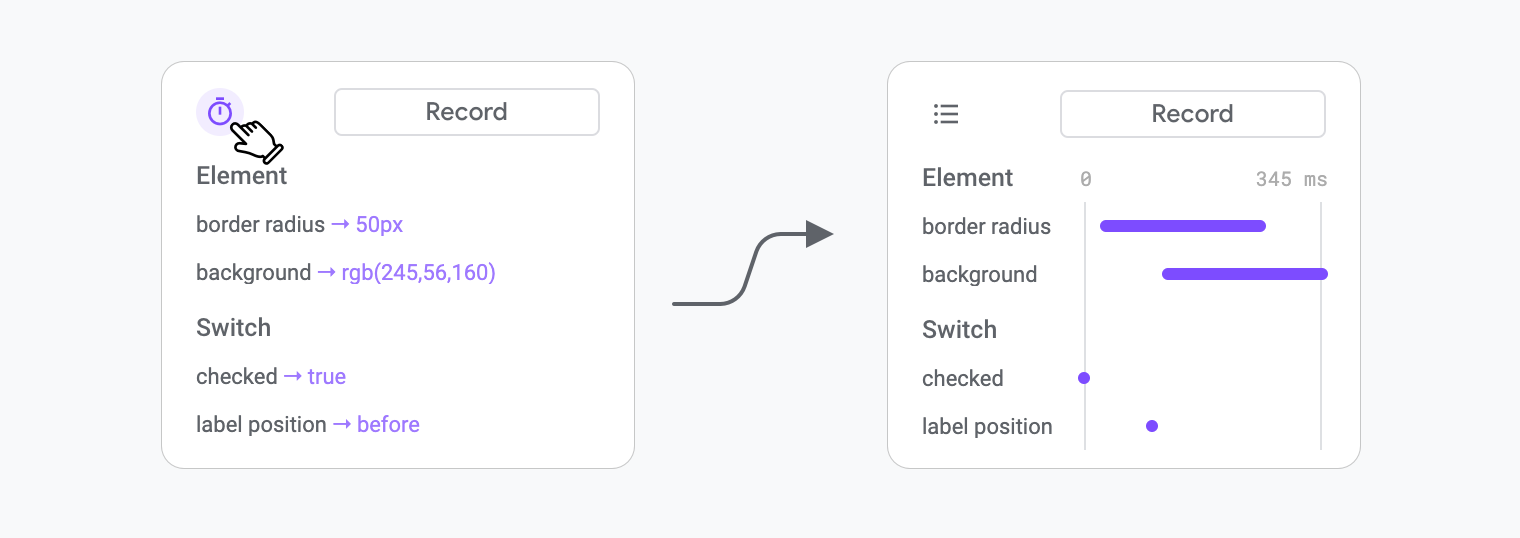 Record
Element
border radius → 50px
background → rgb(245,56,160)
Switch
checked → true
label position → before
Record
Element 0 345 ms
border radius
background
Switch
checked
label position